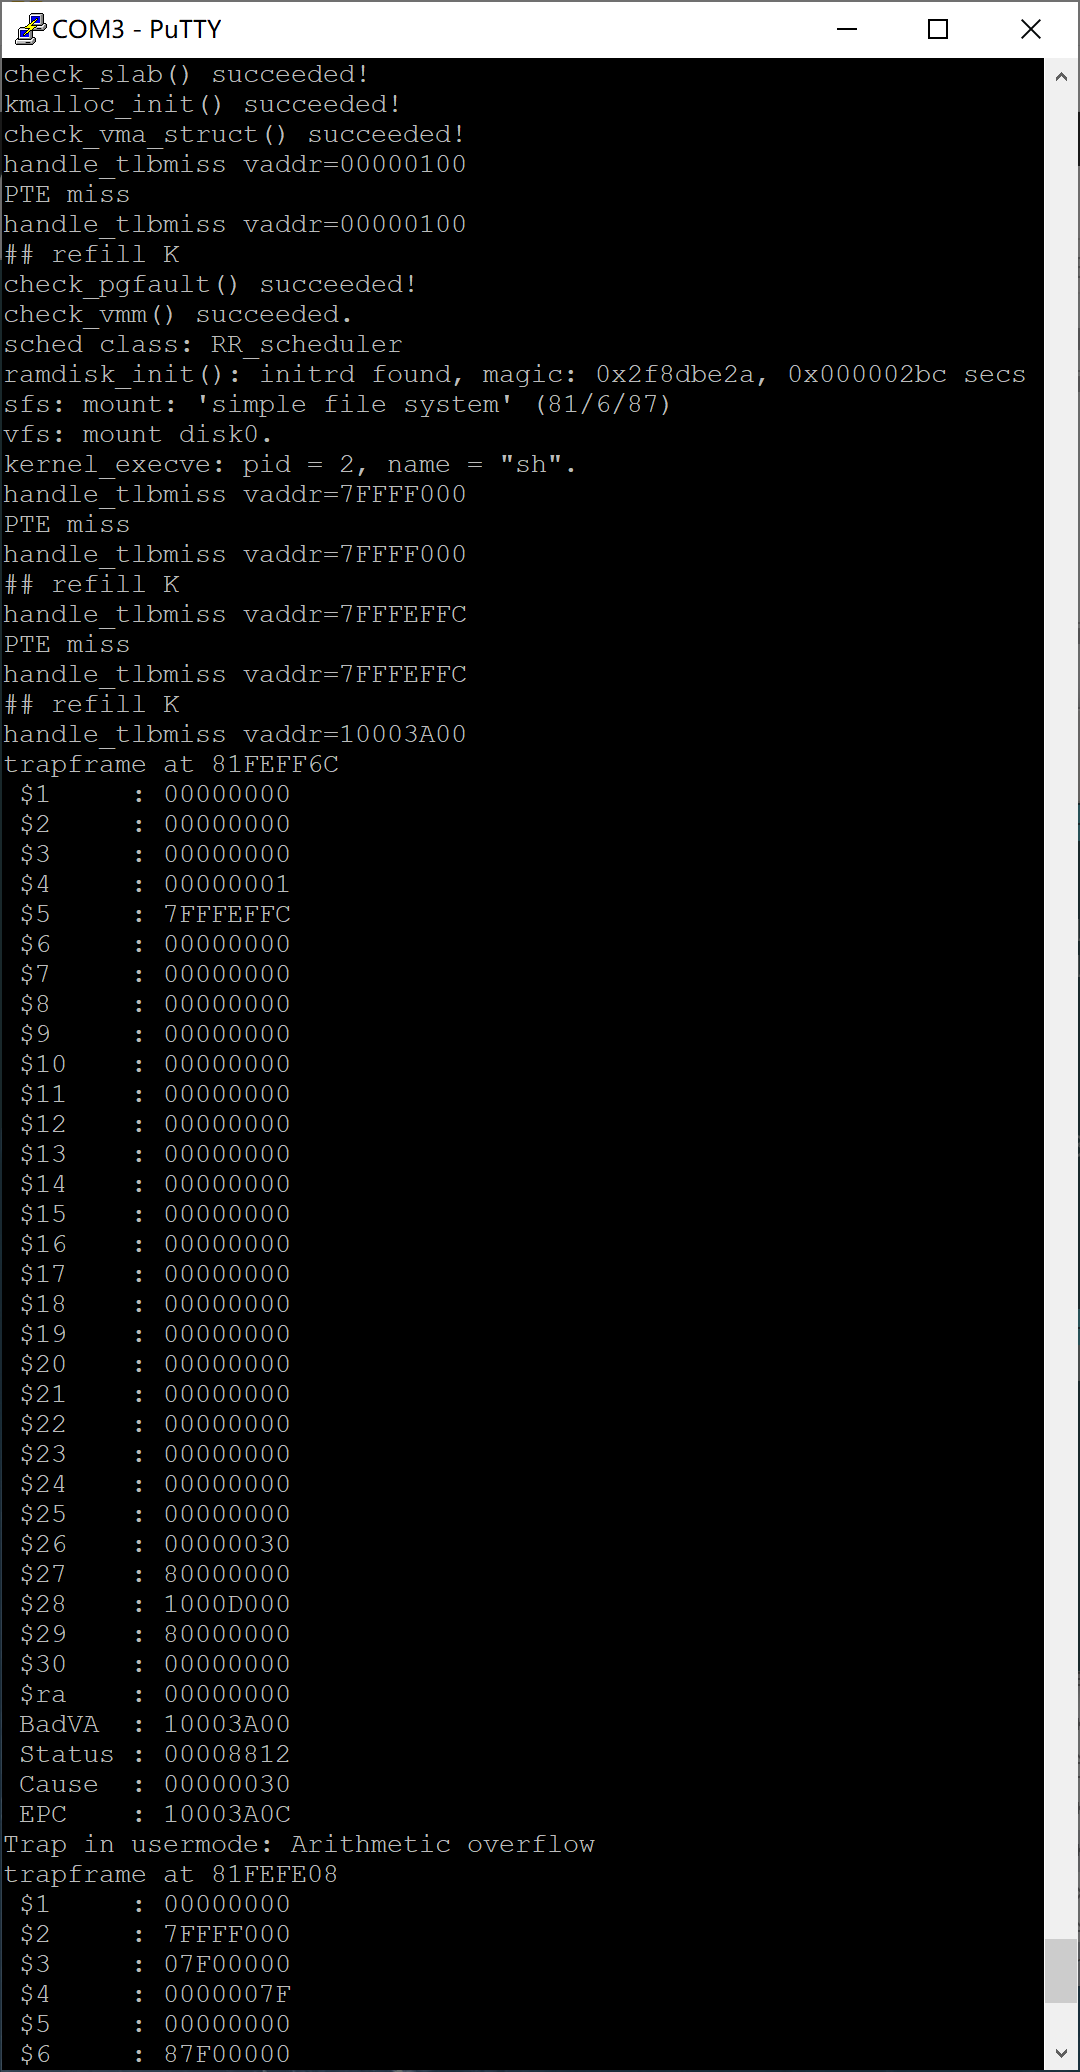 COM3 - PuTTY
check_slab() succeeded!
kmalloc_init() succeeded!
check_vma_struct() succeeded!
handle_tlbmiss vaddr=00000100
PTE miss
handle_tlbmiss vaddr=00000100
## refill K
check_pgfault() succeeded!
check_vmm() succeeded.
sched class: RR_scheduler
ramdisk_init(): initrd found, magic: 0x2f8dbe2a, 0x000002bc secs
sfs: mount: 'simple file system' (81/6/87)
vfs: mount disk0.
kernel_execve: pid = 2, name = "sh".
handle_tlbmiss vaddr=7FFFF000
PTE miss
handle_tlbmiss vaddr=7FFFF000
## refill K
handle_tlbmiss vaddr=7FFFEFFC
PTE miss
handle_tlbmiss vaddr=7FFFEFFC
## refill K
handle_tlbmiss vaddr=10003A00
trapframe at 81FEFF6C
$1 : 00000000
$2 : 00000000
$3 : 00000000
$4 : 00000001
$5 : 7FFFEFFC
$6 : 00000000
$7 : 00000000
$8 : 00000000
$9 : 00000000
$10 : 00000000
$11 : 00000000
$12 : 00000000
$13 : 00000000
$14 : 00000000
$15 : 00000000
$16 : 00000000
$17 : 00000000
$18 : 00000000
$19 : 00000000
$20 : 00000000
$21 : 00000000
$22 : 00000000
$23 : 00000000
$24 : 00000000
$25 : 00000000
$26 : 00000030
$27 : 80000000
$28 : 1000D000
$29 : 80000000
$30 : 00000000
$ra : 00000000
BadVA : 10003A00
Status : 00008812
Cause : 00000030
EPC : 10003A0C
Trap in usermode: Arithmetic overflow
trapframe at 81FEFE08
$1 : 00000000
$2 : 7FFFF000
$3 : 07F00000
$4 : 0000007F
$5 : 00000000
$6 : 87F00000